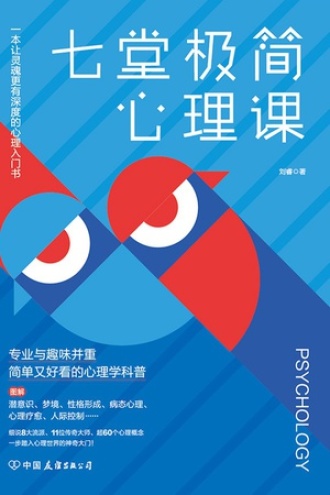 一本让灵魂更有深度的心理入门书
七堂极简
心理课
刘睿◎著
专业与趣味并重
简单又好看的心理学科普
图解
潜意识、梦境、性格形成、病态心理、
心理疗愈、人际控制……
细说8大流派、11位传奇大师、超60个心理概念
一步踏入心理世界的神奇大门！
PSYCHOLOGY
中国友谊出版公司